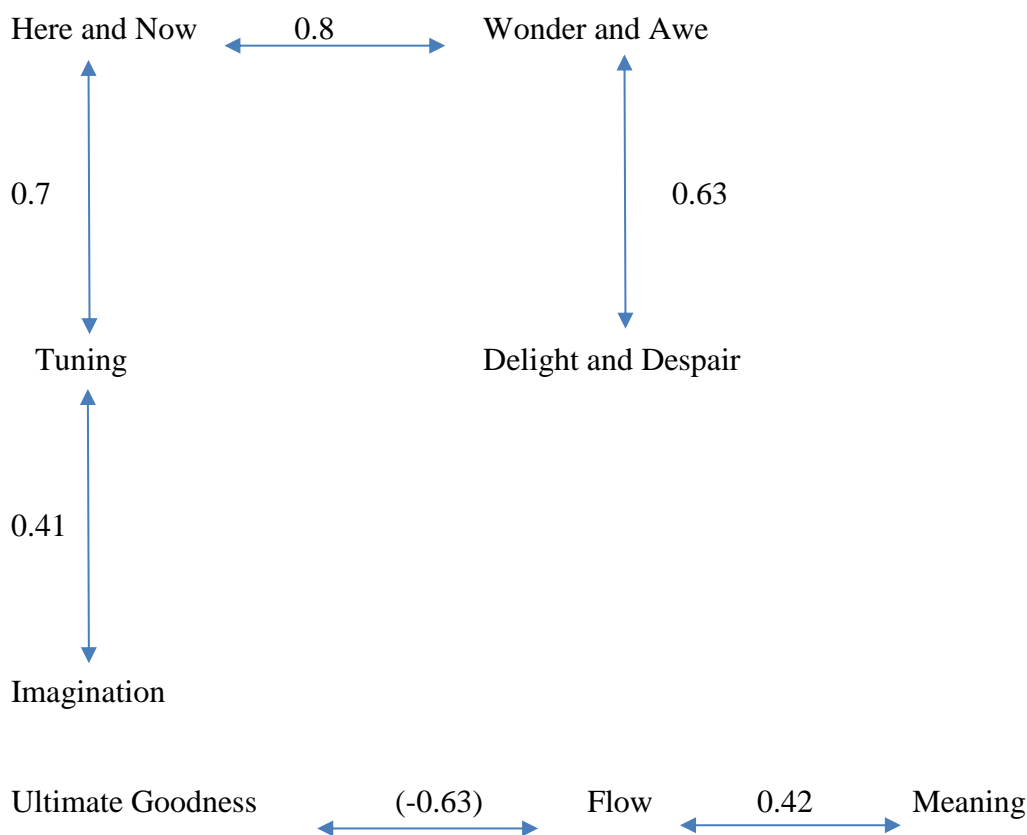 Here and Now 0.8 Wonder and Awe
0.7 0.63
Tuning Delight and Despair
0.41
Imagination
Ultimate Goodness (-0.63) Flow 0.42 Meaning